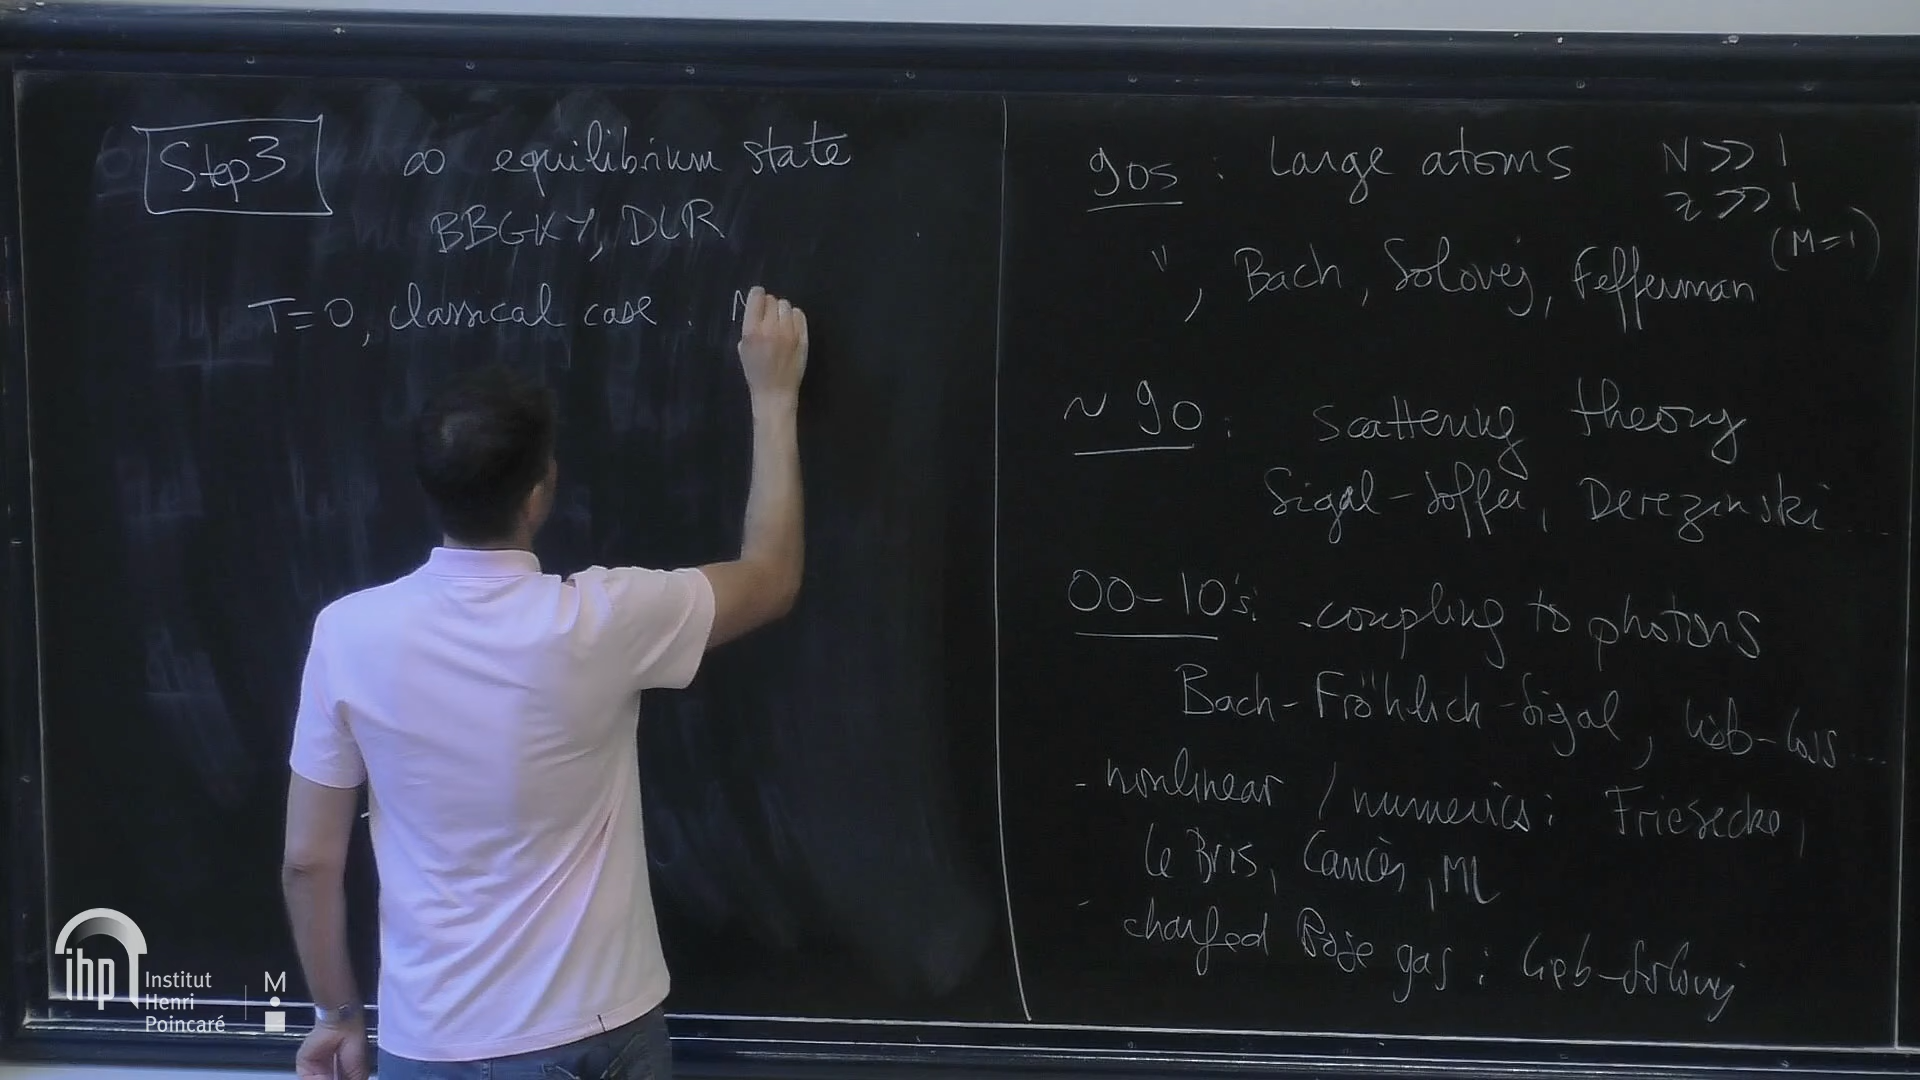 Step3 ∞ equilibrium state
BBGKY, DLR
T=0, classical case : N
90s : Large atoms N>>1
z>>1
(M=1)
", Bach, Solovej, Fefferman
~ 90 : Scattering theory
Sigal-Soffer, Derezinski...
00-10's: - coupling to photons
Bach-Fröhlich-Sigal, Lieb-Loss...
- nonlinear / numerics : Friesecke,
Le Bris, Cancès, ML
- charged Bose gas : Lieb-Solovej
ihp Institut
Henri
Poincaré
M